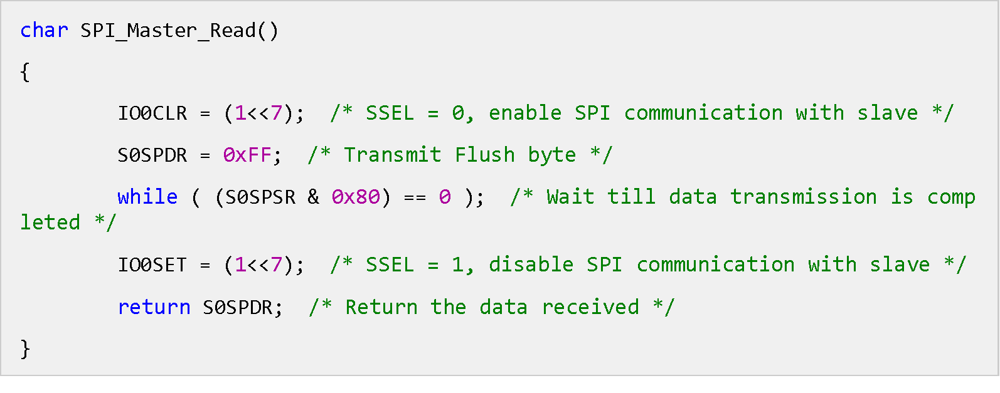 char SPI_Master_Read()
{
IO0CLR = (1<<7);  /* SSEL = 0, enable SPI communication with slave */
S0SPDR = 0xFF;  /* Transmit Flush byte */
while ( (S0SPSR & 0x80) == 0 );  /* Wait till data transmission is comp
leted */
IO0SET = (1<<7);  /* SSEL = 1, disable SPI communication with slave */
return S0SPDR;  /* Return the data received */
}